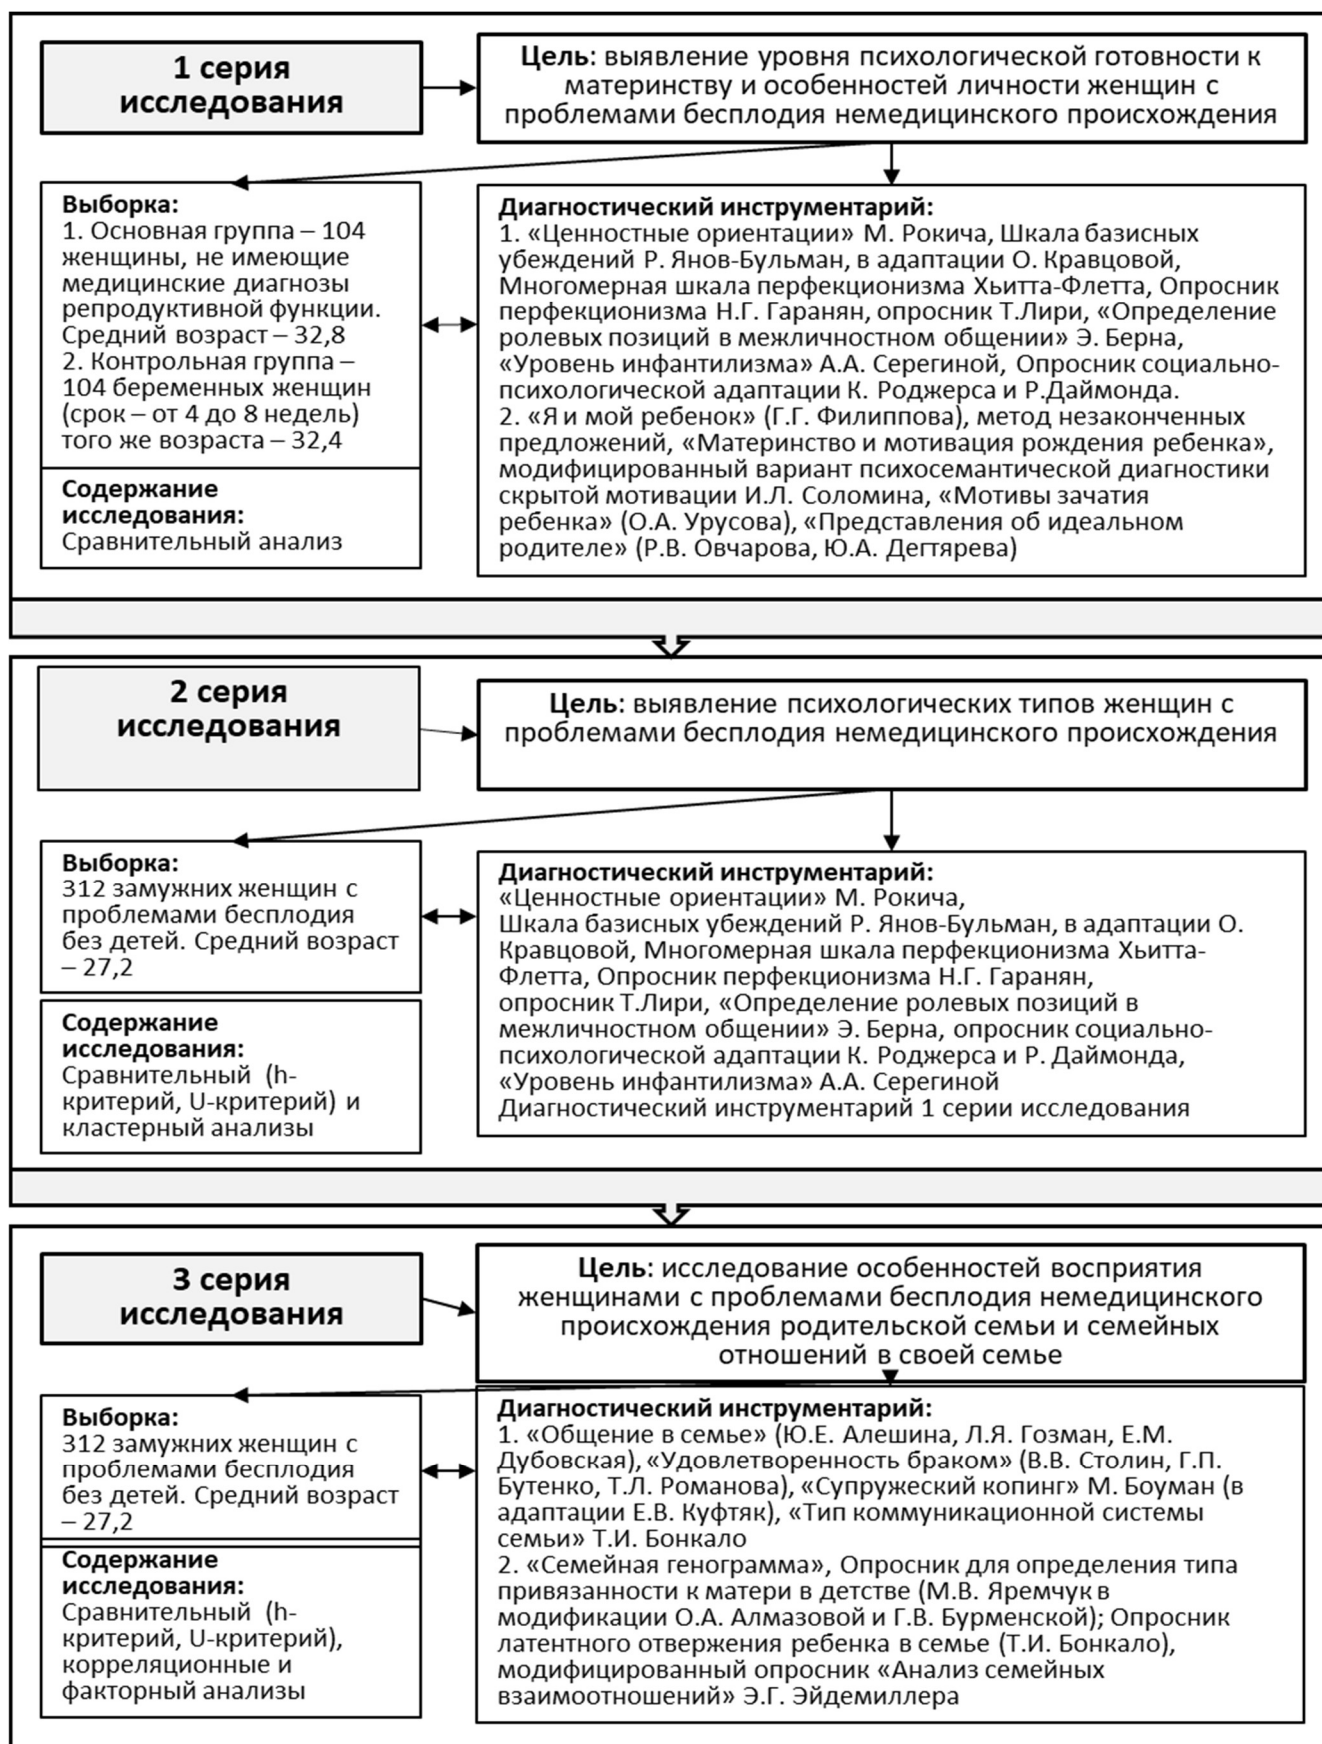 1 серия
исследования
Цель: выявление уровня психологической готовности к
материнству и особенностей личности женщин с
проблемами бесплодия немедицинского происхождения
Выборка:
1. Основная группа – 104
женщины, не имеющие
медицинские диагнозы
репродуктивной функции.
Средний возраст – 32,8
2. Контрольная группа –
104 беременных женщин
(срок – от 4 до 8 недель)
того же возраста – 32,4
Содержание
исследования:
Сравнительный анализ
Диагностический инструментарий:
1. «Ценностные ориентации» М. Рокича, Шкала базисных
убеждений Р. Янов-Бульман, в адаптации О. Кравцовой,
Многомерная шкала перфекционизма Хьитта-Флетта, Опросник
перфекционизма Н.Г. Гаранян, опросник Т.Лири, «Определение
ролевых позиций в межличностном общении» Э. Берна,
«Уровень инфантилизма» А.А. Серегиной, Опросник социально-
психологической адаптации К. Роджерса и Р.Даймонда.
2. «Я и мой ребенок» (Г.Г. Филиппова), метод незаконченных
предложений, «Материнство и мотивация рождения ребенка»,
модифицированный вариант психосемантической диагностики
скрытой мотивации И.Л. Соломина, «Мотивы зачатия
ребенка» (О.А. Урусова), «Представления об идеальном
родителе» (Р.В. Овчарова, Ю.А. Дегтярева)
2 серия
исследования
Цель: выявление психологических типов женщин с
проблемами бесплодия немедицинского происхождения
Выборка:
312 замужних женщин с
проблемами бесплодия
без детей. Средний возраст
– 27,2
Содержание
исследования:
Сравнительный (h-
критерий, U-критерий) и
кластерный анализы
Диагностический инструментарий:
«Ценностные ориентации» М. Рокича,
Шкала базисных убеждений Р. Янов-Бульман, в адаптации О.
Кравцовой, Многомерная шкала перфекционизма Хьитта-
Флетта, Опросник перфекционизма Н.Г. Гаранян,
опросник Т.Лири, «Определение ролевых позиций в
межличностном общении» Э. Берна, опросник социально-
психологической адаптации К. Роджерса и Р. Даймонда,
«Уровень инфантилизма» А.А. Серегиной
Диагностический инструментарий 1 серии исследования
3 серия
исследования
Цель: исследование особенностей восприятия
женщинами с проблемами бесплодия немедицинского
происхождения родительской семьи и семейных
отношений в своей семье
Выборка:
312 замужних женщин с
проблемами бесплодия
без детей. Средний возраст
– 27,2
Содержание
исследования:
Сравнительный (h-
критерий, U-критерий),
корреляционные и
факторный анализы
Диагностический инструментарий:
1. «Общение в семье» (Ю.Е. Алешина, Л.Я. Гозман, Е.М.
Дубовская), «Удовлетворенность браком» (В.В. Столин, Г.П.
Бутенко, Т.Л. Романова), «Супружеский копинг» М. Боуман (в
адаптации Е.В. Куфтяк), «Тип коммуникационной системы
семьи» Т.И. Бонкало
2. «Семейная генограмма», Опросник для определения типа
привязанности к матери в детстве (М.В. Яремчук в
модификации О.А. Алмазовой и Г.В. Бурменской); Опросник
латентного отвержения ребенка в семье (Т.И. Бонкало),
модифицированный опросник «Анализ семейных
взаимоотношений» Э.Г. Эйдемиллера